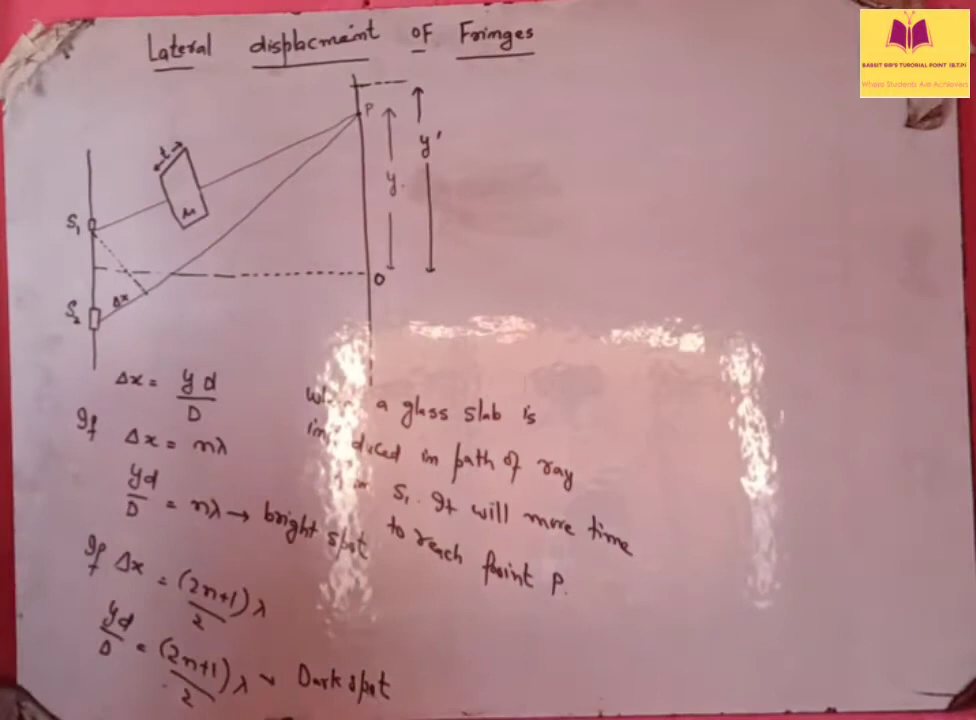 Lateral displacmaint OF Fringes
BABBIT SIR'S TUTORIAL POINT (B.T.P)
Where Students Are Achievers
P
t
y'
y
μ
S₁
O
Δx
S₂
Δx = yd/D
a glass slab is
If Δx = nλ
in path of ray
yd/D = nλ → bright spot
S₁. It will more time
to reach point P.
If Δx = (2n+1)/2 λ
yd/D = (2n+1)/2 λ → Dark spot